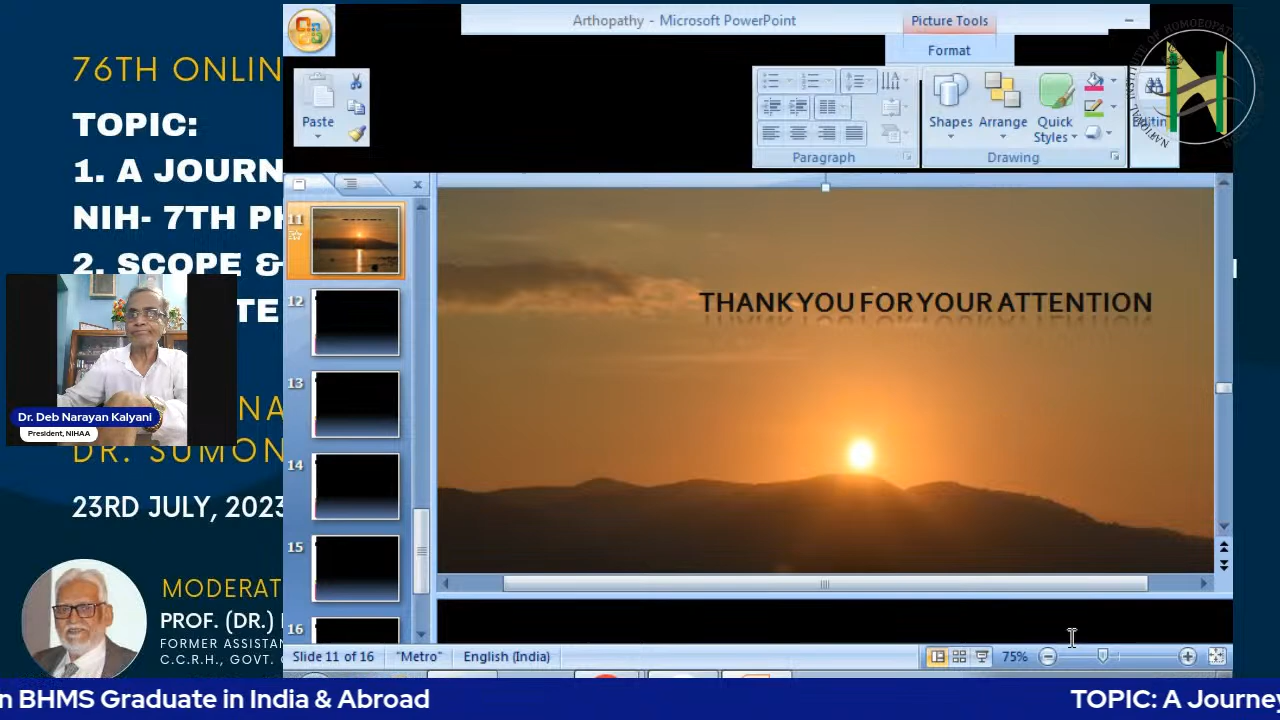 76TH ONLIN
TOPIC:
1. A JOURN
NIH- 7TH P
2. SCOPE &
TE
NA
DR. SUMON
23RD JULY, 2023
MODERAT
PROF. (DR.)
FORMER ASSISTAN
C.C.R.H., GOVT.
Dr. Deb Narayan Kalyani
President, NIHAA
Arthopathy - Microsoft PowerPoint
Picture Tools
Format
Paste
Paragraph
Shapes
Arrange
Quick
Styles
Drawing
Editin
11
12
13
14
15
16
THANK YOU FOR YOUR ATTENTION
Slide 11 of 16
"Metro"
English (India)
75%
n BHMS Graduate in India & Abroad
TOPIC: A Journey